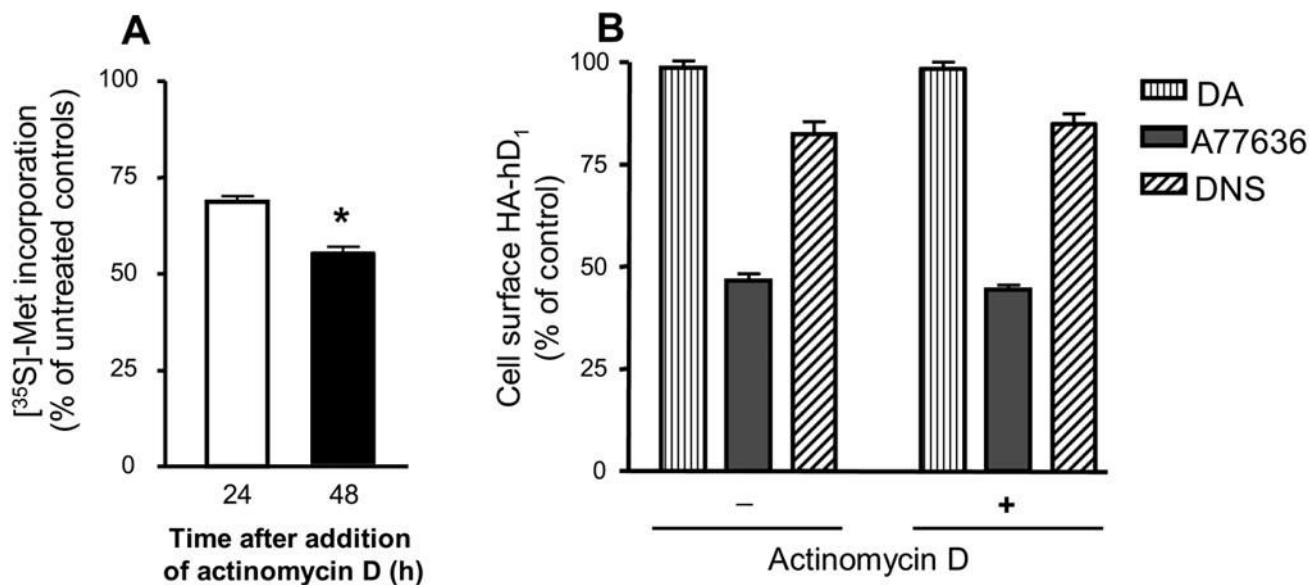 A
[³⁵S]-Met incorporation
(% of untreated controls)
100
75
50
25
0
*
24
48
Time after addition
of actinomycin D (h)
B
Cell surface HA-hD₁
(% of control)
100
75
50
25
0
–
+
Actinomycin D
DA
A77636
DNS